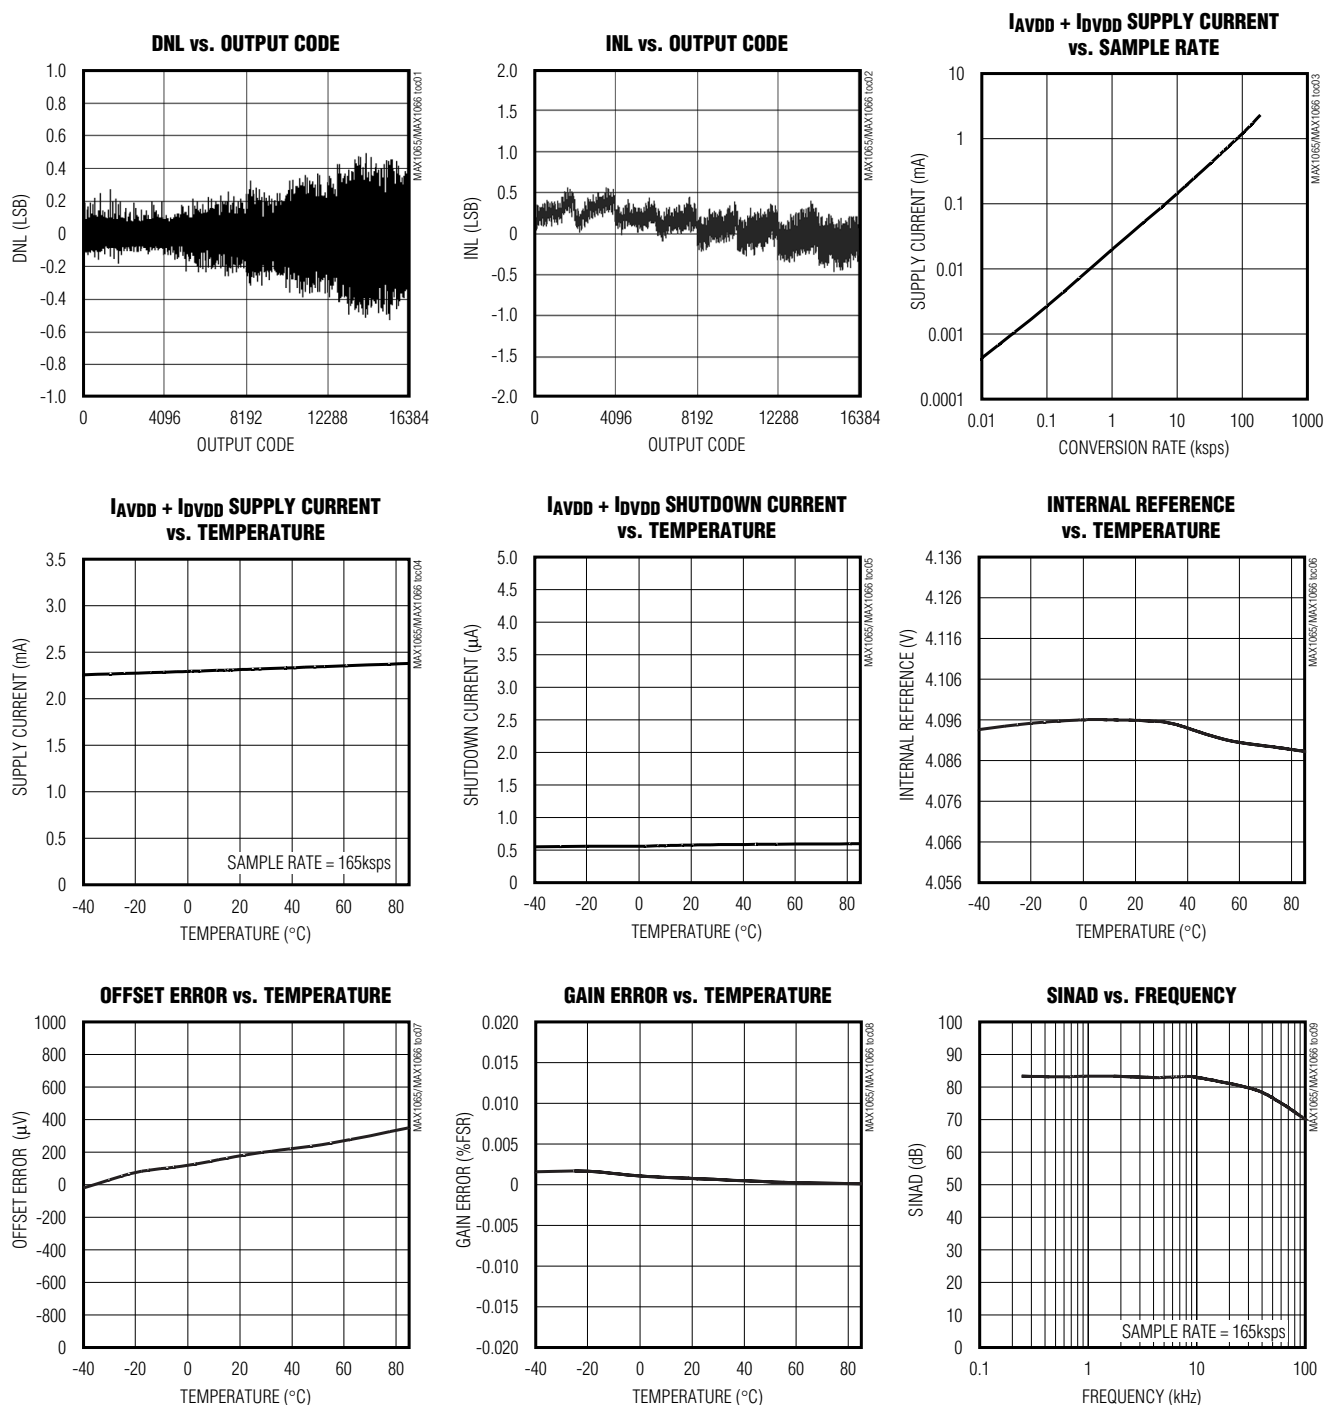 DNL vs. OUTPUT CODE
1.0
0.8
0.6
0.4
0.2
0
-0.2
-0.4
-0.6
-0.8
-1.0
DNL (LSB)
0 4096 8192 12288 16384
OUTPUT CODE
MAX1065/MAX1066 toc01
INL vs. OUTPUT CODE
2.0
1.5
1.0
0.5
0
-0.5
-1.0
-1.5
-2.0
INL (LSB)
0 4096 8192 12288 16384
OUTPUT CODE
MAX1065/MAX1066 toc02
IAVDD + IDVDD SUPPLY CURRENT
vs. SAMPLE RATE
10
1
0.1
0.01
0.001
0.0001
SUPPLY CURRENT (mA)
0.01 0.1 1 10 100 1000
CONVERSION RATE (ksps)
MAX1065/MAX1066 toc03
IAVDD + IDVDD SUPPLY CURRENT
vs. TEMPERATURE
3.5
3.0
2.5
2.0
1.5
1.0
0.5
0
SUPPLY CURRENT (mA)
SAMPLE RATE = 165ksps
-40 -20 0 20 40 60 80
TEMPERATURE (°C)
MAX1065/MAX1066 toc04
IAVDD + IDVDD SHUTDOWN CURRENT
vs. TEMPERATURE
5.0
4.5
4.0
3.5
3.0
2.5
2.0
1.5
1.0
0.5
0
SHUTDOWN CURRENT (µA)
-40 -20 0 20 40 60 80
TEMPERATURE (°C)
MAX1065/MAX1066 toc05
INTERNAL REFERENCE
vs. TEMPERATURE
4.136
4.126
4.116
4.106
4.096
4.086
4.076
4.066
4.056
INTERNAL REFERENCE (V)
-40 -20 0 20 40 60 80
TEMPERATURE (°C)
MAX1065/MAX1066 toc06
OFFSET ERROR vs. TEMPERATURE
1000
800
600
400
200
0
-200
-400
-600
-800
0
OFFSET ERROR (µV)
-40 -20 0 20 40 60 80
TEMPERATURE (°C)
MAX1065/MAX1066 toc07
GAIN ERROR vs. TEMPERATURE
0.020
0.015
0.010
0.005
0
-0.005
-0.010
-0.015
-0.020
GAIN ERROR (%FSR)
-40 -20 0 20 40 60 80
TEMPERATURE (°C)
MAX1065/MAX1066 toc08
SINAD vs. FREQUENCY
100
90
80
70
60
50
40
30
20
10
0
SINAD (dB)
SAMPLE RATE = 165ksps
0.1 1 10 100
FREQUENCY (kHz)
MAX1065/MAX1066 toc09